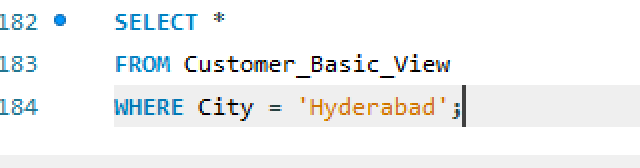 182 SELECT *
183 FROM Customer_Basic_View
184 WHERE City = 'Hyderabad';